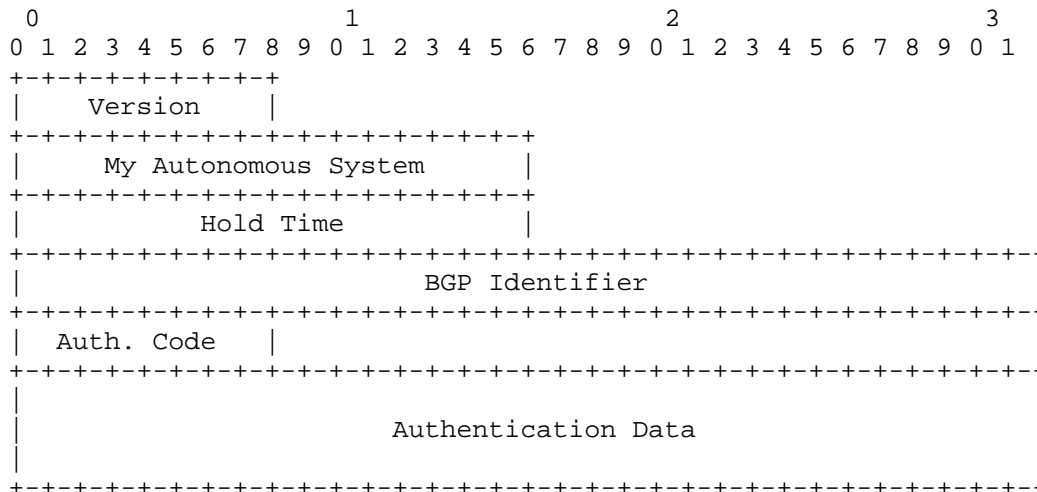 0 1 2 3
0 1 2 3 4 5 6 7 8 9 0 1 2 3 4 5 6 7 8 9 0 1 2 3 4 5 6 7 8 9 0 1
+-+-+-+-+-+-+-+-+
| Version |
+-+-+-+-+-+-+-+-+-+-+-+-+-+-+-+-+
| My Autonomous System |
+-+-+-+-+-+-+-+-+-+-+-+-+-+-+-+-+
| Hold Time |
+-+-+-+-+-+-+-+-+-+-+-+-+-+-+-+-+-+-+-+-+-+-+-+-+-+-+-+-+-+-+-+-+-
| BGP Identifier
+-+-+-+-+-+-+-+-+-+-+-+-+-+-+-+-+-+-+-+-+-+-+-+-+-+-+-+-+-+-+-+-+-
| Auth. Code |
+-+-+-+-+-+-+-+-+-+-+-+-+-+-+-+-+-+-+-+-+-+-+-+-+-+-+-+-+-+-+-+-+-
|
| Authentication Data
|
+-+-+-+-+-+-+-+-+-+-+-+-+-+-+-+-+-+-+-+-+-+-+-+-+-+-+-+-+-+-+-+-+-